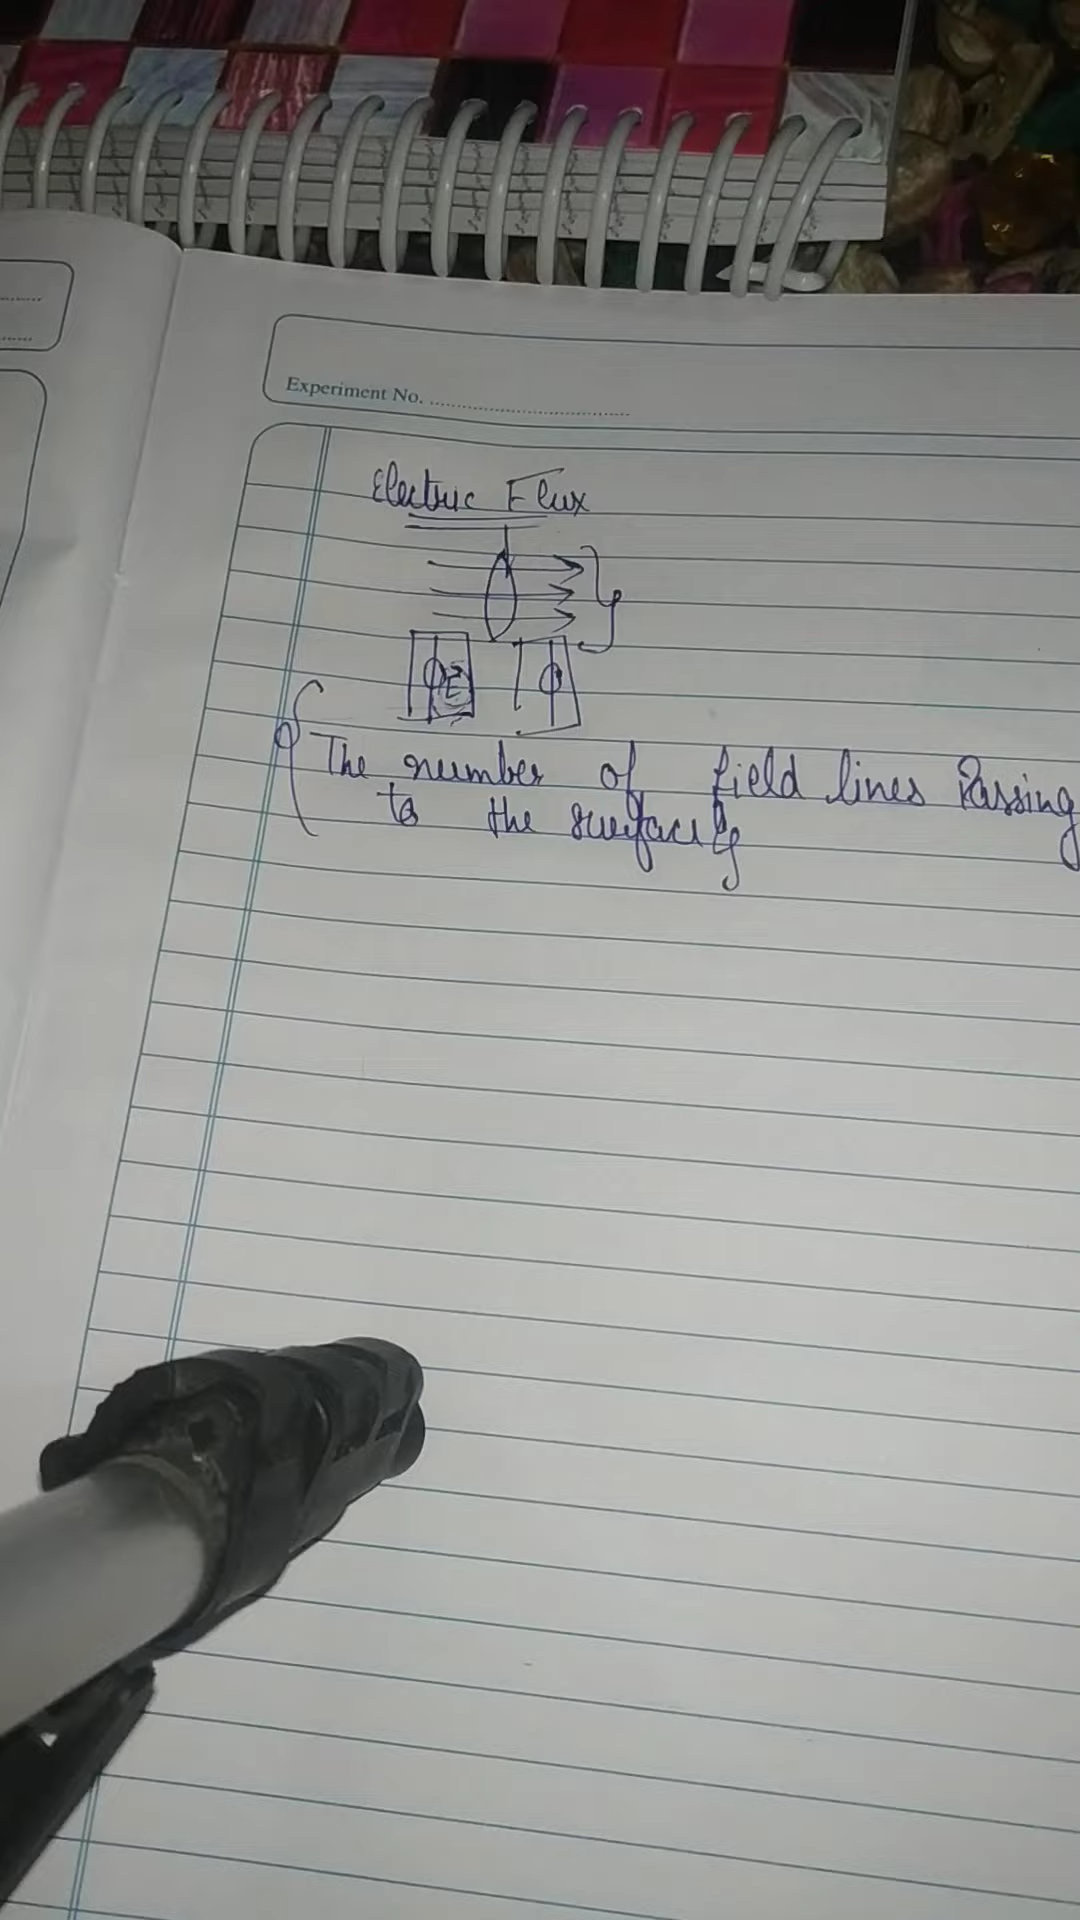 Experiment No.
Electric Flux
ϕE ϕ
The number of field lines Passing
to the surface